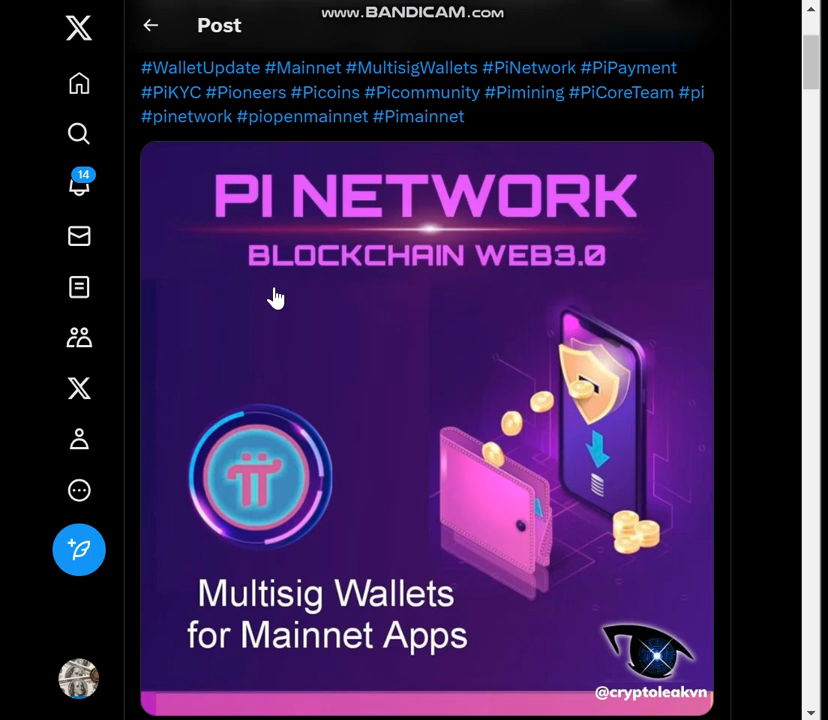 www.BANDICAM.com
Post
#WalletUpdate #Mainnet #MultisigWallets #PiNetwork #PiPayment
#PiKYC #Pioneers #Picoins #Picommunity #Pimining #PiCoreTeam #pi
#pinetwork #piopenmainnet #Pimainnet
14
PI NETWORK
BLOCKCHAIN WEB3.0
Multisig Wallets
for Mainnet Apps
@cryptoleakvn